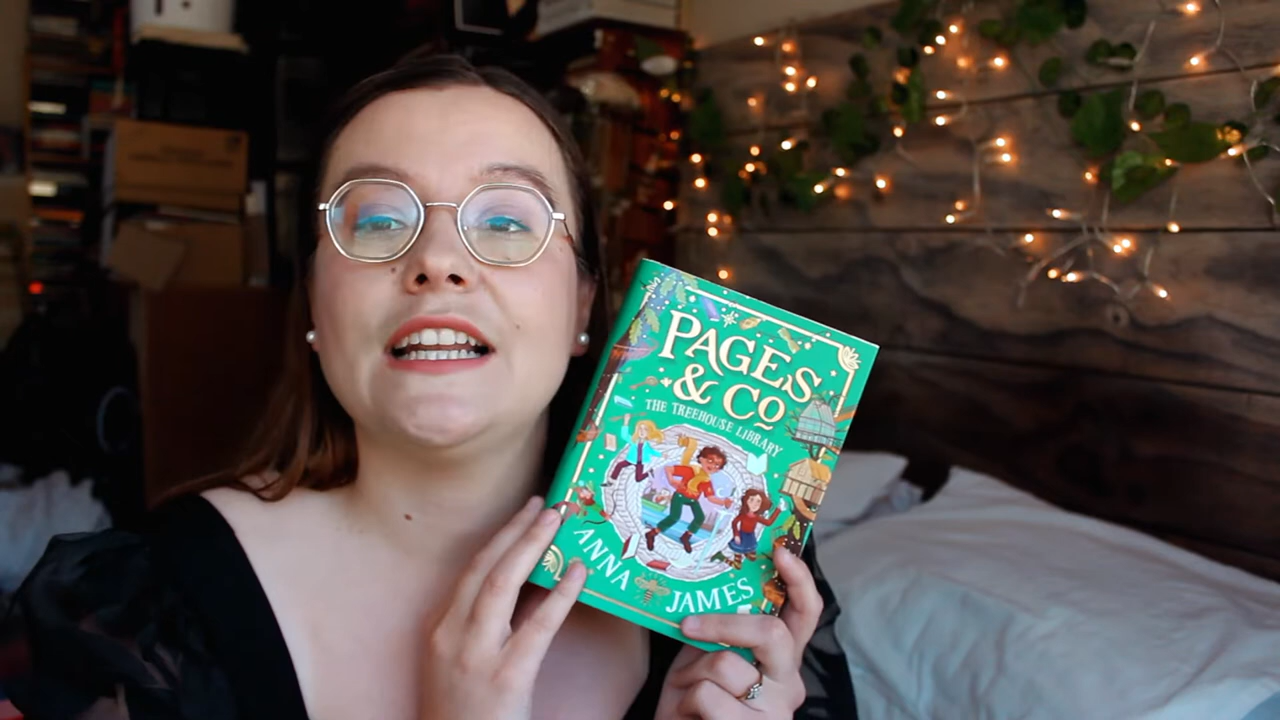 PAGES
& CO
THE TREEHOUSE LIBRARY
ANNA
JAMES